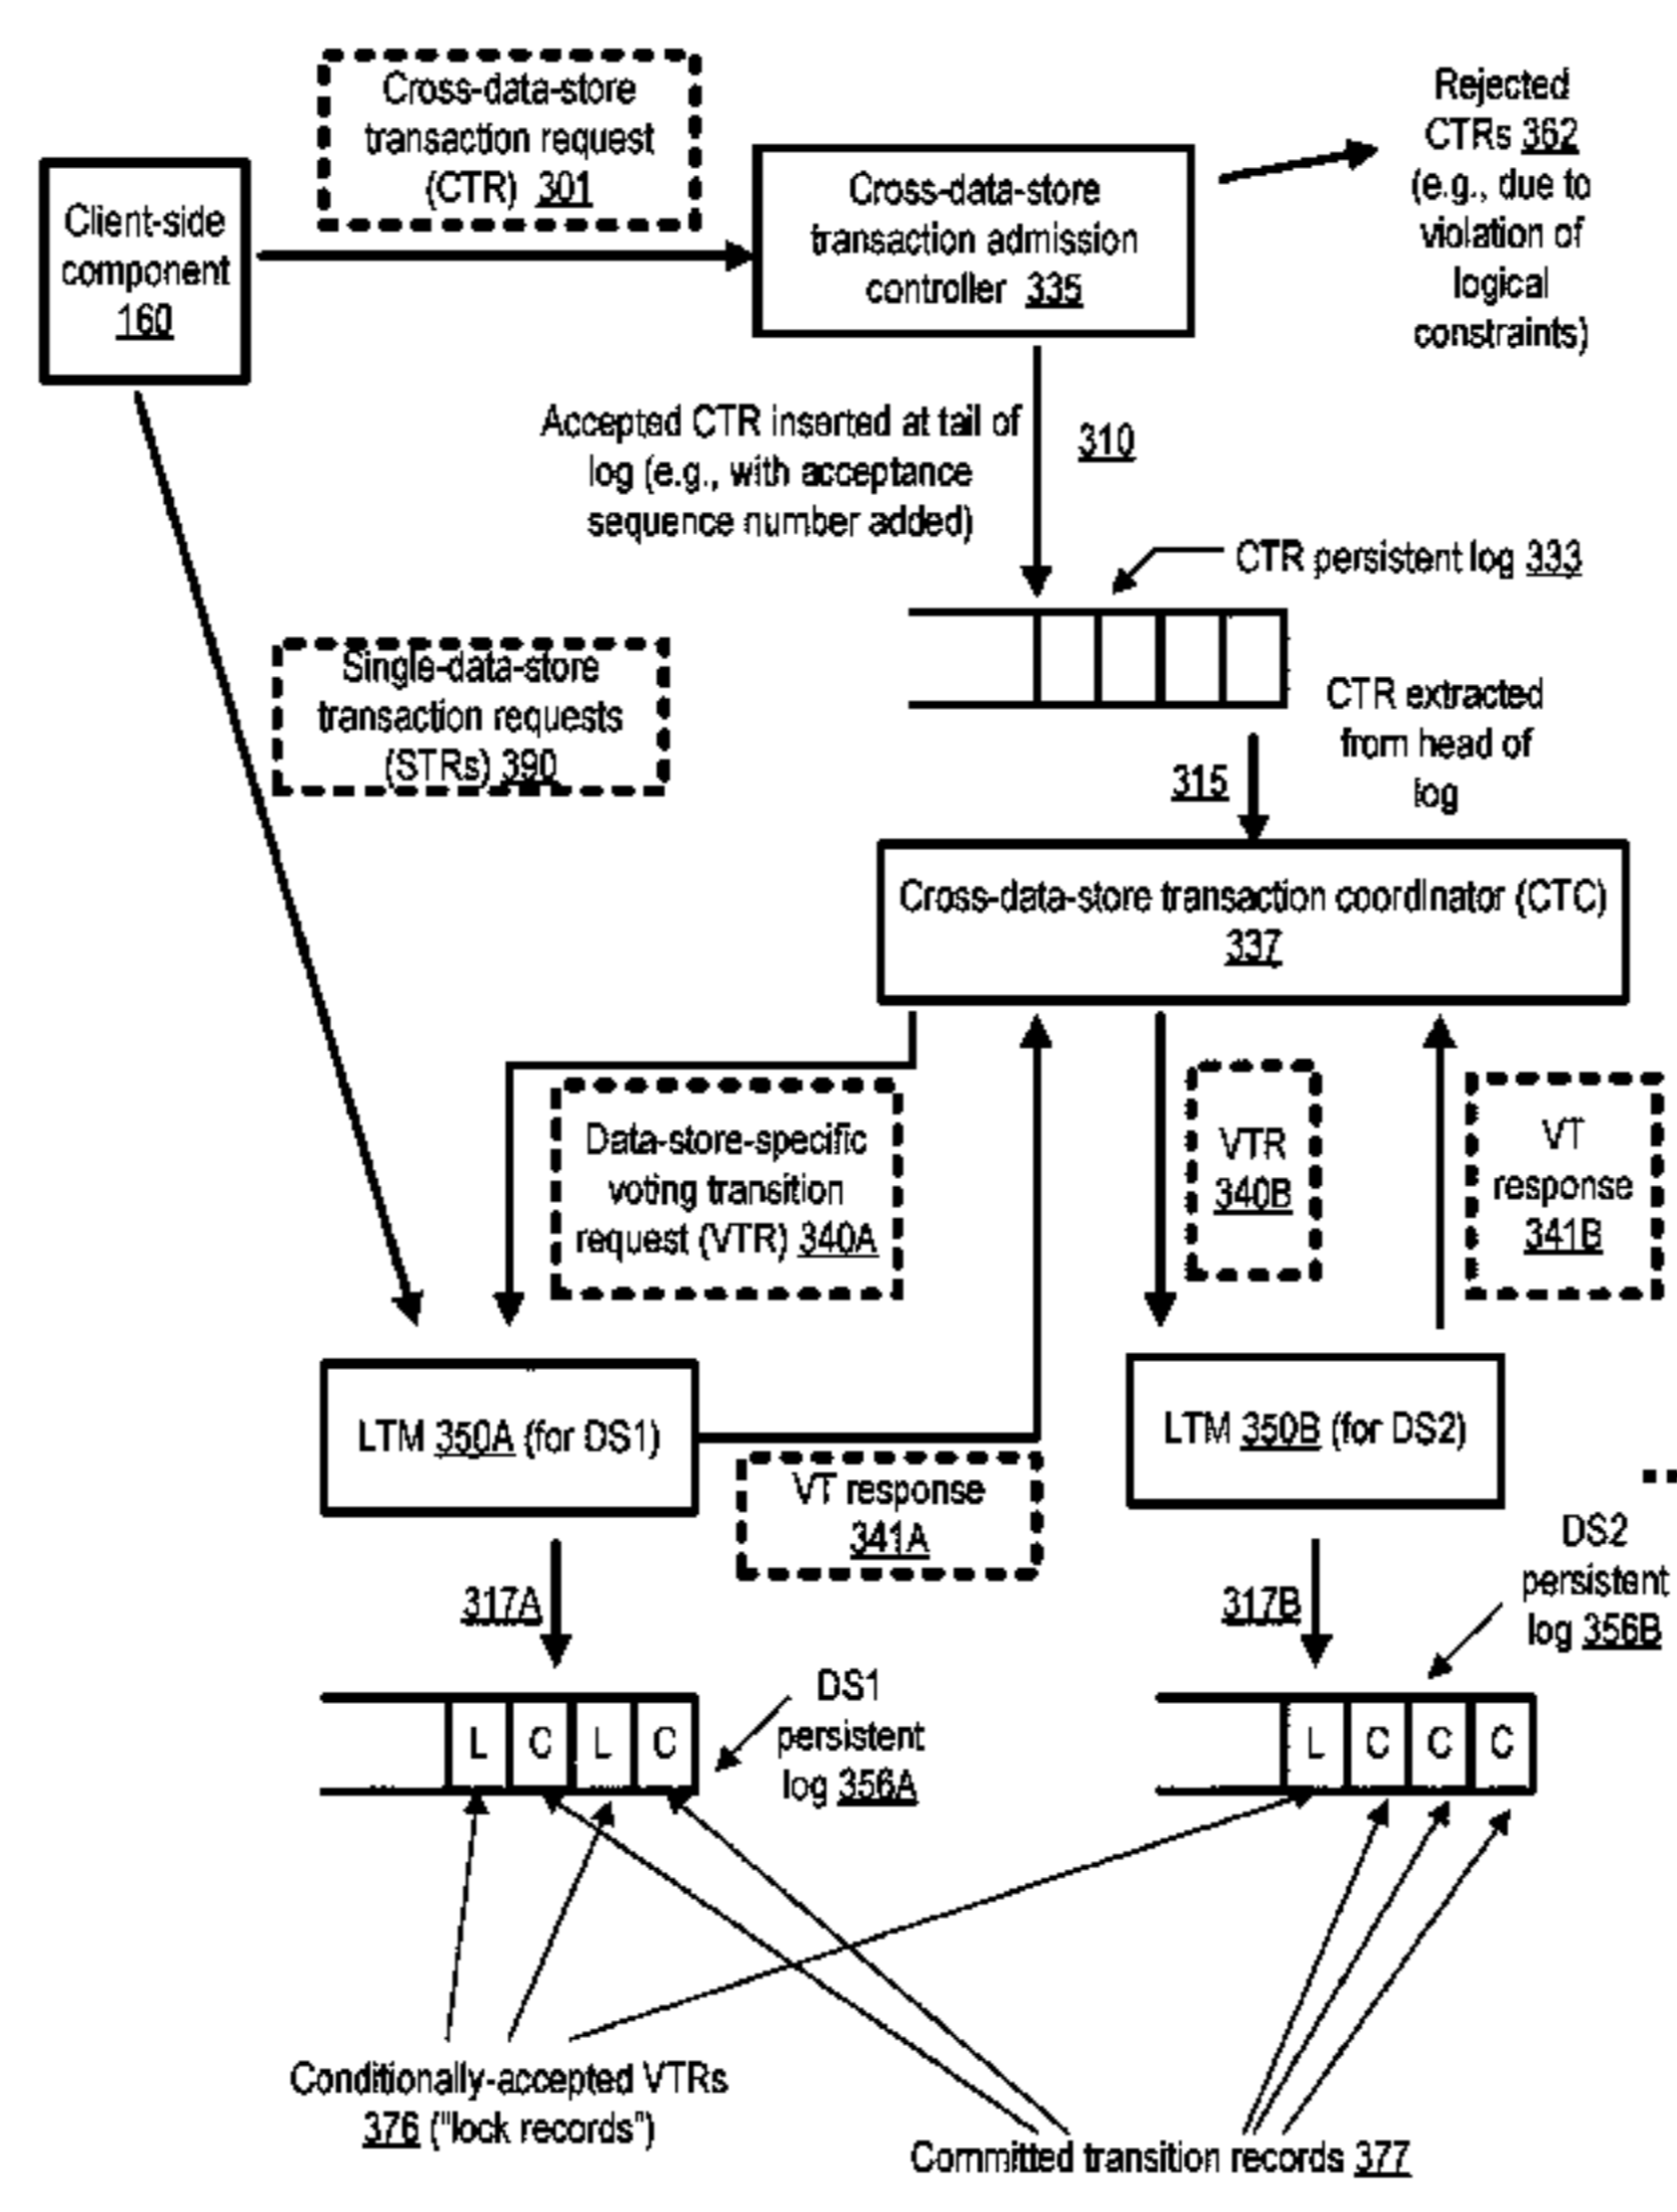 Cross-data-store
transaction request
(CTR) 301
Rejected
CTRs 362
(e.g., due to
violation of
logical
constraints)
Client-side
component
160
Cross-data-store
transaction admission
controller 335
Accepted CTR inserted at tail of
log (e.g., with acceptance
sequence number added)
310
CTR persistent log 333
Single-data-store
transaction requests
(STRs) 390
CTR extracted
from head of
log
315
Cross-data-store transaction coordinator (CTC)
337
Data-store-specific
voting transition
request (VTR) 340A
VTR
340B
VT
response
341B
LTM 350A (for DS1)
LTM 350B (for DS2)
VT response
341A
DS2
persistent
log 356B
317A
317B
DS1
persistent
log 356A
L C L C
L C C C
Conditionally-accepted VTRs
376 ("lock records")
Committed transition records 377